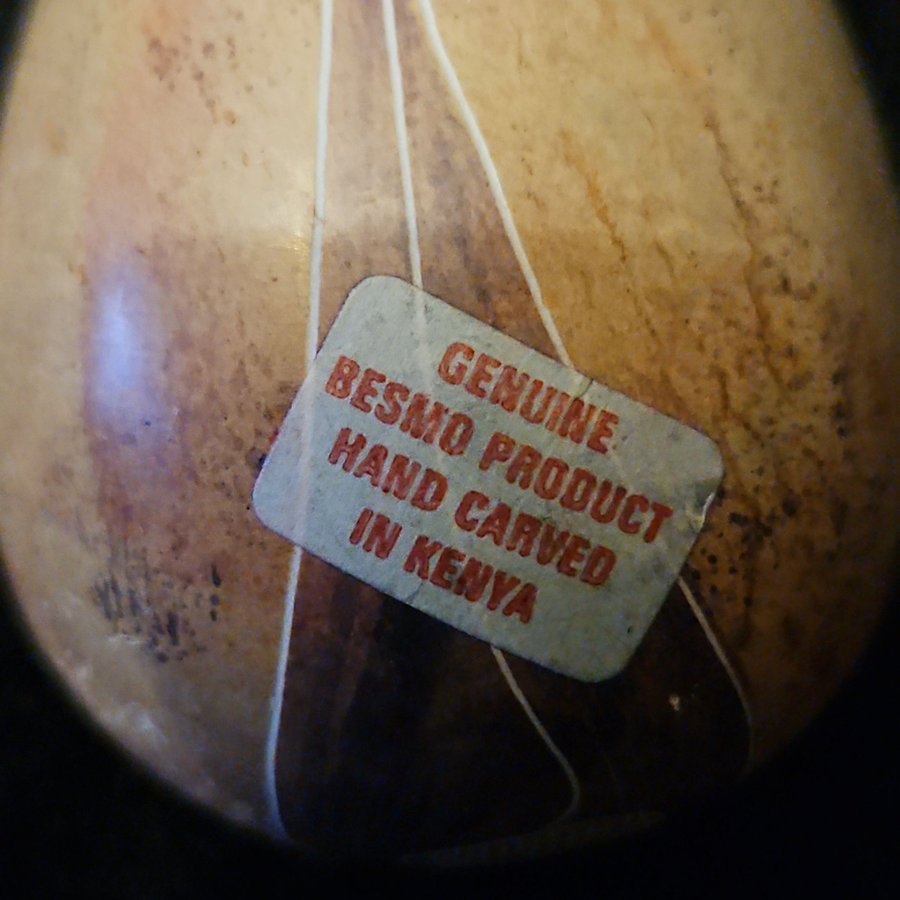 GENUINE
BESMO PRODUCT
HAND CARVED
IN KENYA